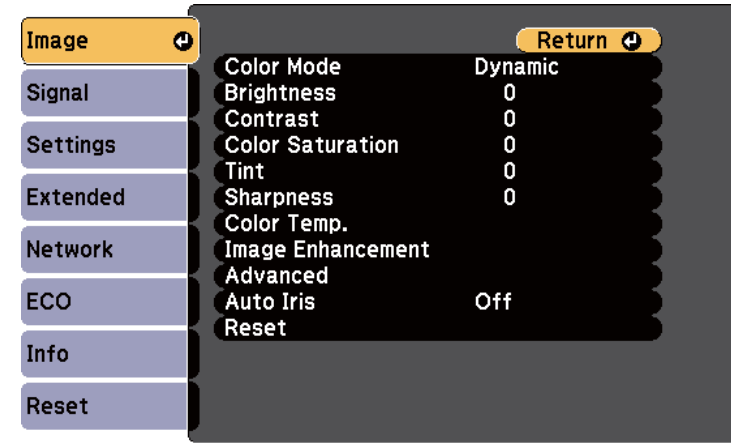 Image
Signal
Settings
Extended
Network
ECO
Info
Reset
Return
Color Mode Dynamic
Brightness 0
Contrast 0
Color Saturation 0
Tint 0
Sharpness 0
Color Temp.
Image Enhancement
Advanced
Auto Iris Off
Reset